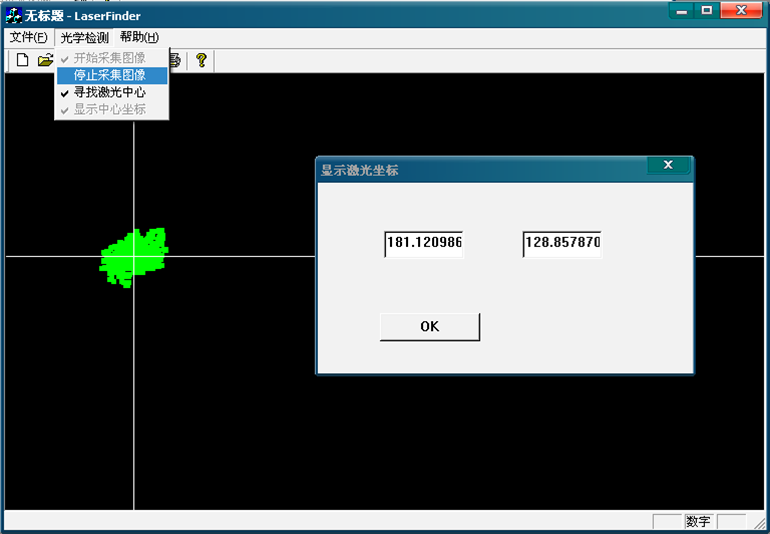 无标题 - LaserFinder
文件(F) 光学检测 帮助(H)
开始采集图像
停止采集图像
寻找激光中心
显示中心坐标
显示激光坐标
181.120986 128.857870
OK
数字